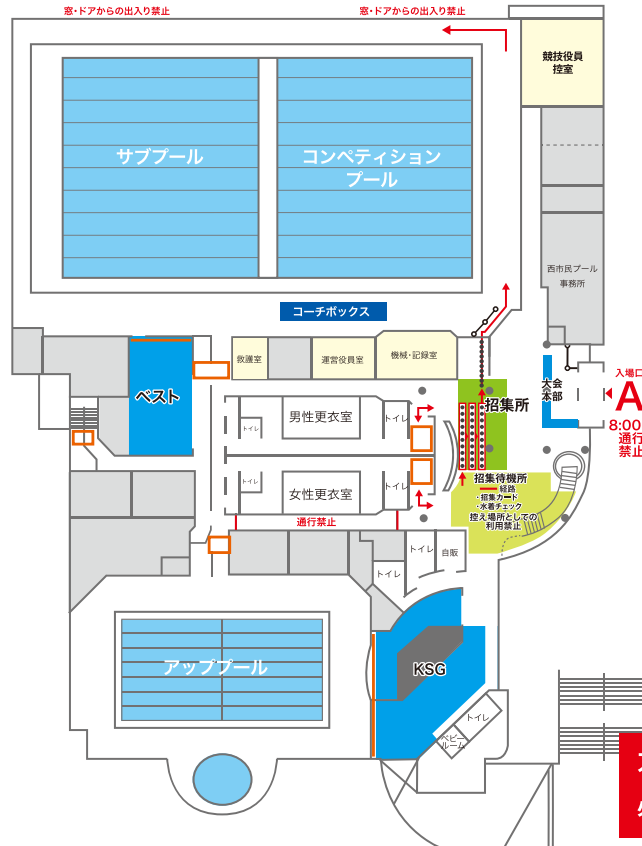 窓・ドアからの出入り禁止
窓・ドアからの出入り禁止
競技役員
控室
サブプール
コンペティション
プール
西市民プール
事務所
コーチボックス
救護室
運営役員室
機械・記録室
大会
本部
入場口
A
8:00
通行
禁止
ベスト
招集所
男性更衣室
トイレ
トイレ
女性更衣室
トイレ
トイレ
招集待機所
経路
・招集カード
・水着チェック
控え場所としての
利用禁止
通行禁止
トイレ
自販
トイレ
アッププール
KSG
トイレ
ベビー
ルーム